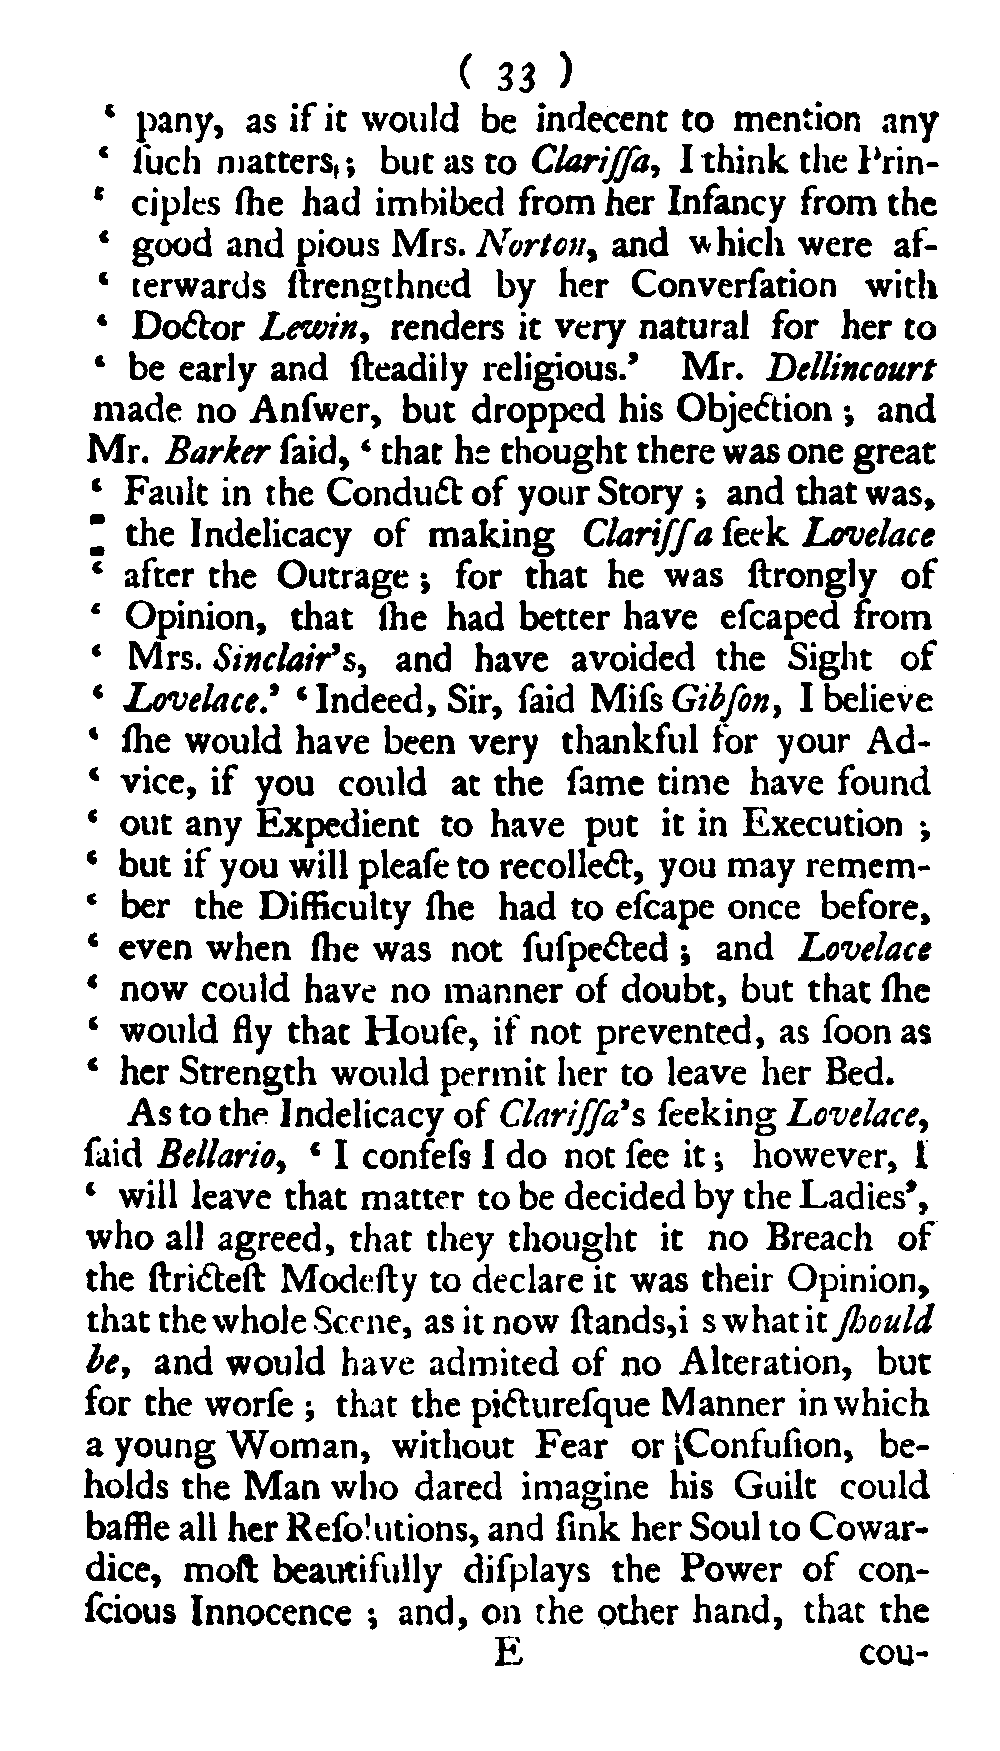 ( 33 )
‘ pany, as if it would be indecent to mention any
‘ ſuch matters; but as to Clariſſa, I think the Prin-
‘ ciples ſhe had imbibed from her Infancy from the
‘ good and pious Mrs. Norton, and which were af-
‘ terwards ſtrengthned by her Converſation with
‘ Doctor Lewin, renders it very natural for her to
‘ be early and ſteadily religious.’ Mr. Dellincourt
made no Anſwer, but dropped his Objection; and
Mr. Barker ſaid, ‘ that he thought there was one great
‘ Fault in the Conduct of your Story; and that was,
‘ the Indelicacy of making Clariſſa ſeek Lovelace
‘ after the Outrage; for that he was ſtrongly of
‘ Opinion, that ſhe had better have eſcaped from
‘ Mrs. Sinclair's, and have avoided the Sight of
‘ Lovelace.’ ‘ Indeed, Sir, ſaid Miſs Gibſon, I believe
‘ ſhe would have been very thankful for your Ad-
‘ vice, if you could at the ſame time have found
‘ out any Expedient to have put it in Execution;
‘ but if you will pleaſe to recollect, you may remem-
‘ ber the Difficulty ſhe had to eſcape once before,
‘ even when ſhe was not ſuſpected; and Lovelace
‘ now could have no manner of doubt, but that ſhe
‘ would fly that Houſe, if not prevented, as ſoon as
‘ her Strength would permit her to leave her Bed.
As to the Indelicacy of Clariſſa's ſeeking Lovelace,
ſaid Bellario, ‘ I confeſs I do not ſee it; however, I
‘ will leave that matter to be decided by the Ladies’,
who all agreed, that they thought it no Breach of
the ſtricteſt Modeſty to declare it was their Opinion,
that the whole Scene, as it now ſtands,i s what it ſhould
be, and would have admited of no Alteration, but
for the worſe; that the pictureſque Manner in which
a young Woman, without Fear or Confuſion, be-
holds the Man who dared imagine his Guilt could
baffle all her Reſolutions, and ſink her Soul to Cowar-
dice, moſt beautifully diſplays the Power of con-
ſcious Innocence; and, on the other hand, that the
E cou-